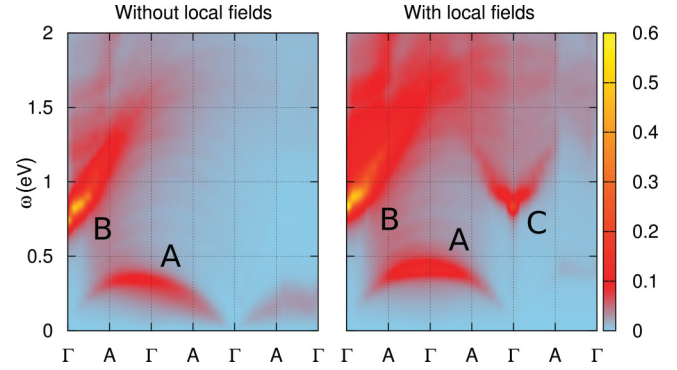 Without local fields
With local fields
ω(eV)
2
1.5
1
0.5
0
B
A
B
A
C
0.6
0.5
0.4
0.3
0.2
0.1
0
Γ A Γ A Γ A Γ
Γ A Γ A Γ A Γ